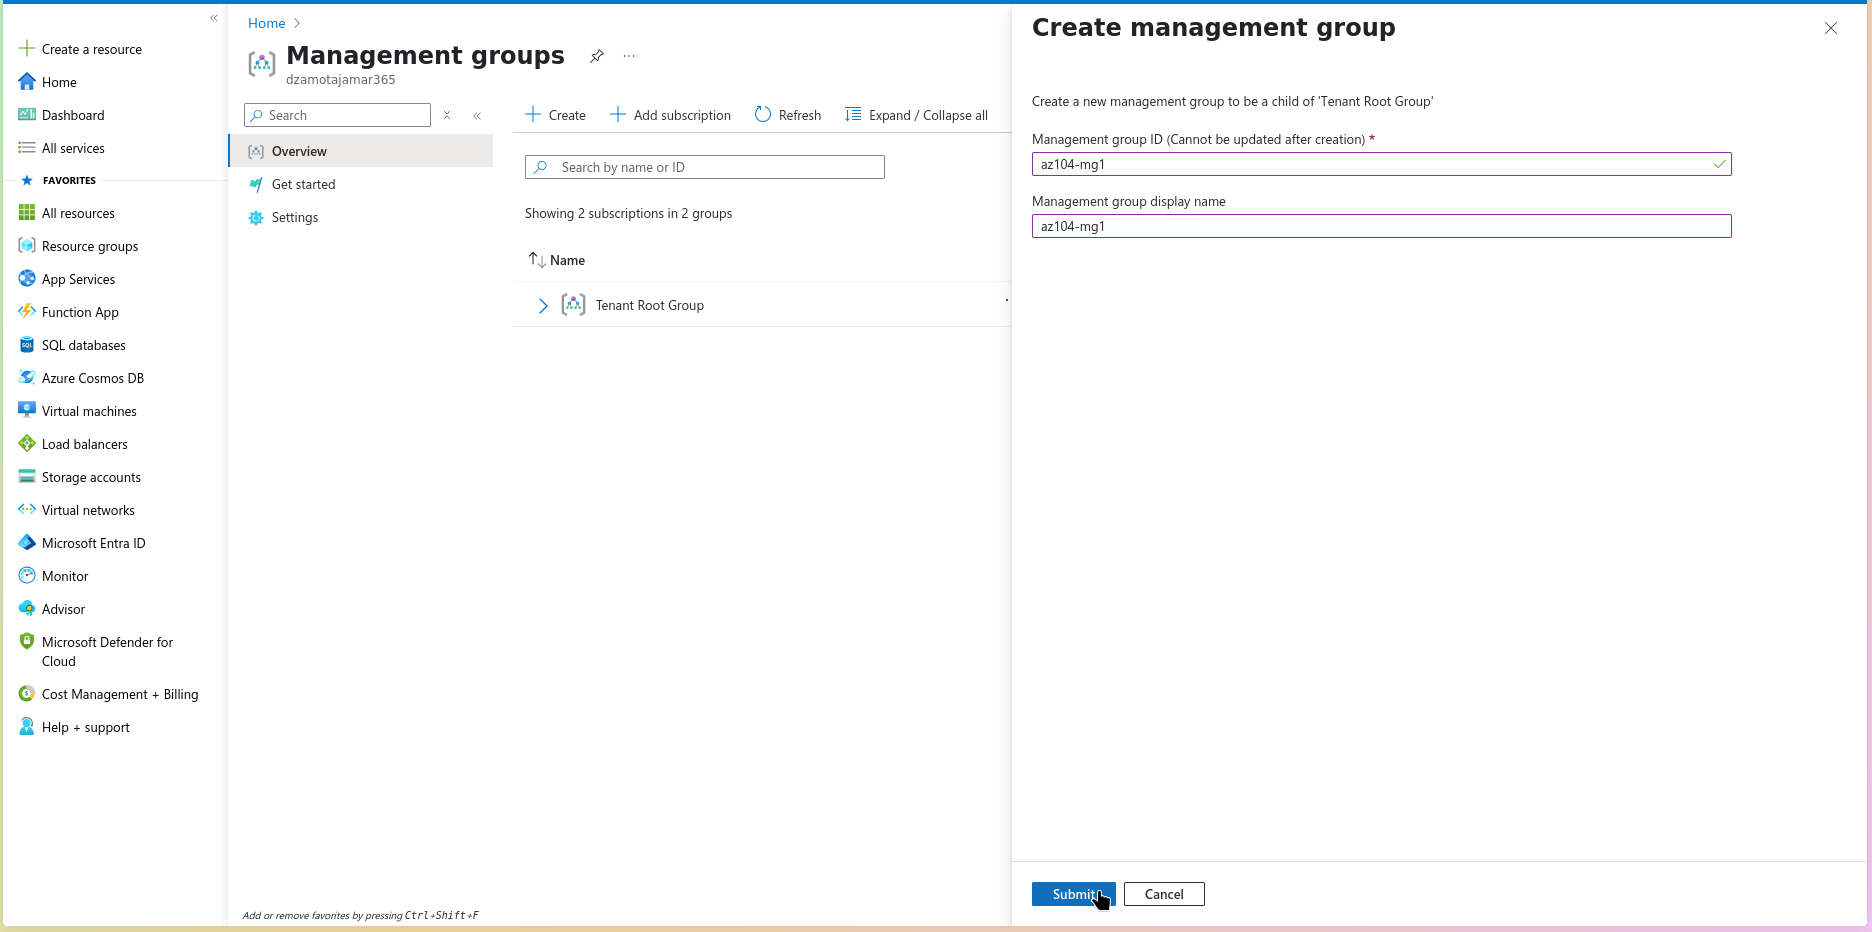 Create a resource
Home
Dashboard
All services
FAVORITES
All resources
Resource groups
App Services
Function App
SQL databases
Azure Cosmos DB
Virtual machines
Load balancers
Storage accounts
Virtual networks
Microsoft Entra ID
Monitor
Advisor
Microsoft Defender for
Cloud
Cost Management + Billing
Help + support
Home
Management groups
dzamotajamar365
Search
Overview
Get started
Settings
Add or remove favorites by pressing Ctrl+Shift+F
Create
Add subscription
Refresh
Expand / Collapse all
Search by name or ID
Showing 2 subscriptions in 2 groups
Name
Tenant Root Group
Create management group
Create a new management group to be a child of 'Tenant Root Group'
Management group ID (Cannot be updated after creation) *
az104-mg1
Management group display name
az104-mg1
Submit
Cancel